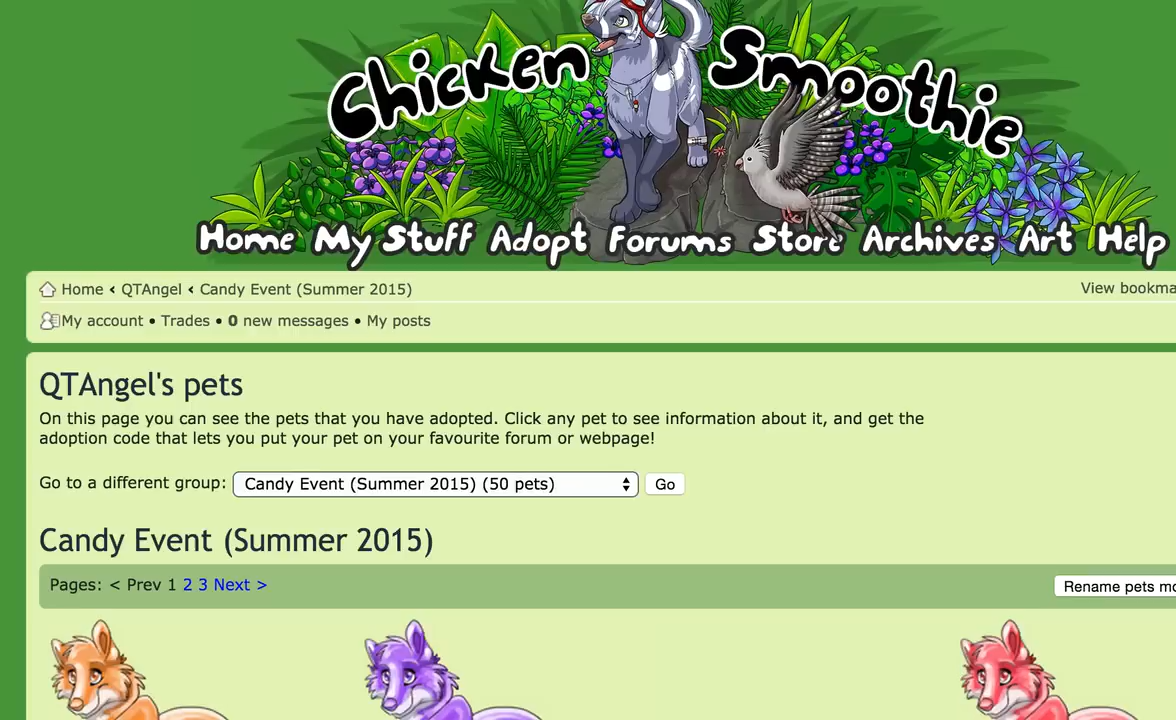 Chicken Smoothie
Home My Stuff Adopt Forums Store Archives Art Help
Home ‹ QTAngel ‹ Candy Event (Summer 2015)
View bookma
My account • Trades • 0 new messages • My posts
QTAngel's pets
On this page you can see the pets that you have adopted. Click any pet to see information about it, and get the
adoption code that lets you put your pet on your favourite forum or webpage!
Go to a different group: Candy Event (Summer 2015) (50 pets) Go
Candy Event (Summer 2015)
Pages: < Prev 1 2 3 Next >
Rename pets mo